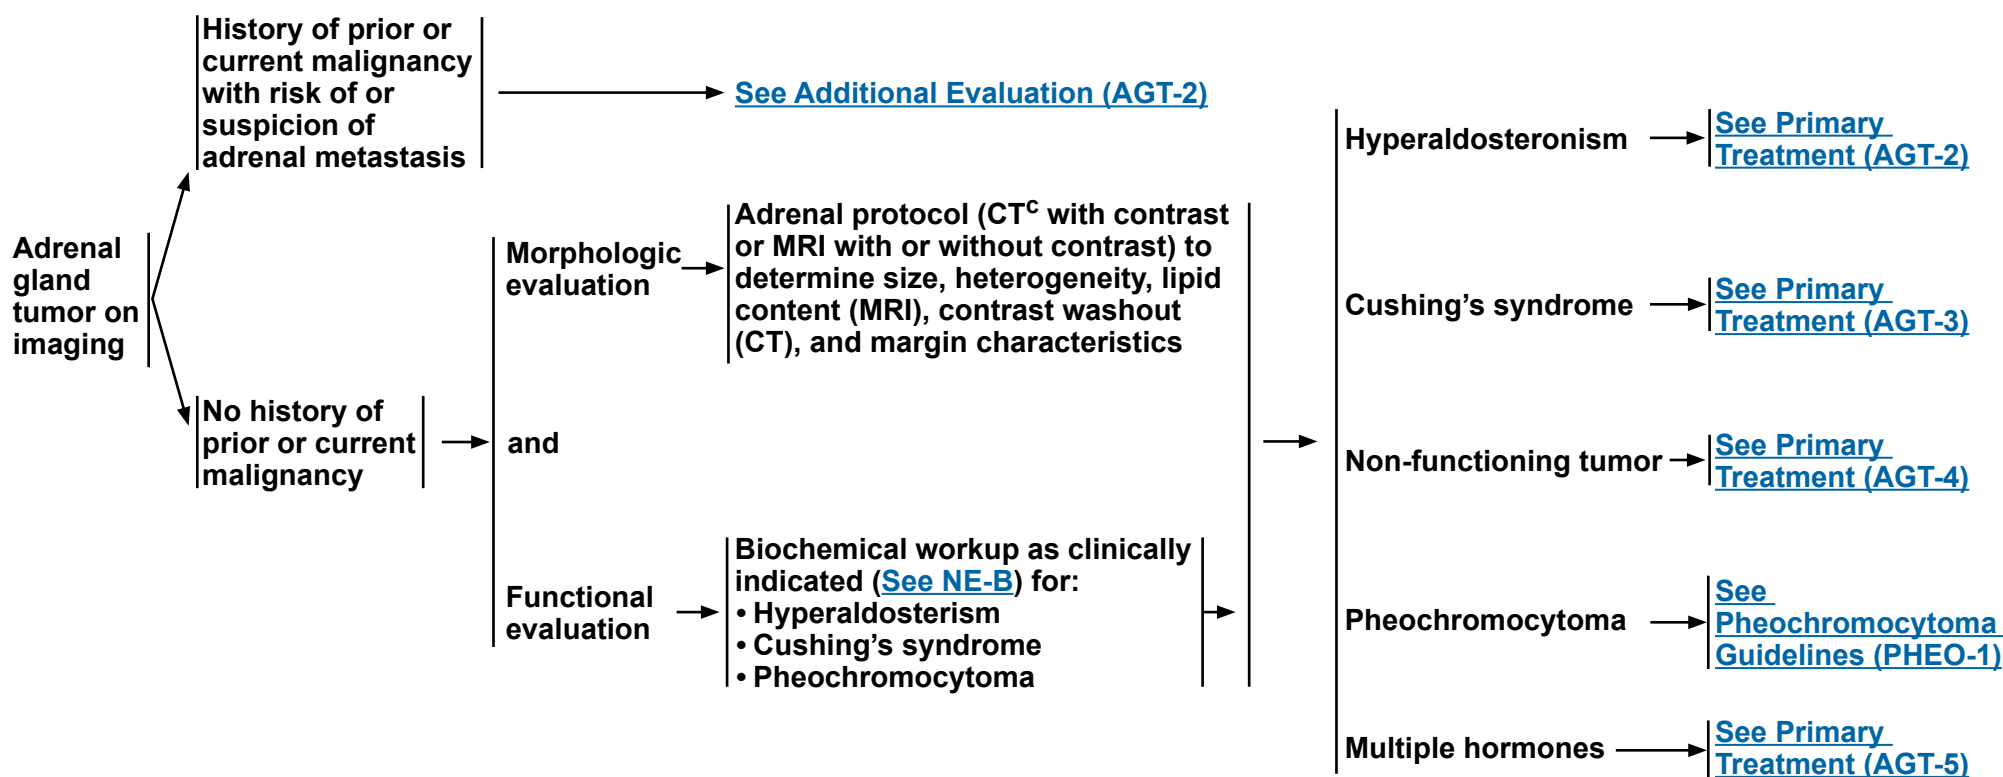 History of prior or
current malignancy
with risk of or
suspicion of
adrenal metastasis
See Additional Evaluation (AGT-2)
Adrenal
gland
tumor on
imaging
No history of
prior or current
malignancy
Morphologic
evaluation
and
Functional
evaluation
Adrenal protocol (CTc with contrast
or MRI with or without contrast) to
determine size, heterogeneity, lipid
content (MRI), contrast washout
(CT), and margin characteristics
Biochemical workup as clinically
indicated (See NE-B) for:
• Hyperaldosterism
• Cushing's syndrome
• Pheochromocytoma
Hyperaldosteronism
See Primary
Treatment (AGT-2)
Cushing's syndrome
See Primary
Treatment (AGT-3)
Non-functioning tumor
See Primary
Treatment (AGT-4)
Pheochromocytoma
See
Pheochromocytoma
Guidelines (PHEO-1)
Multiple hormones
See Primary
Treatment (AGT-5)